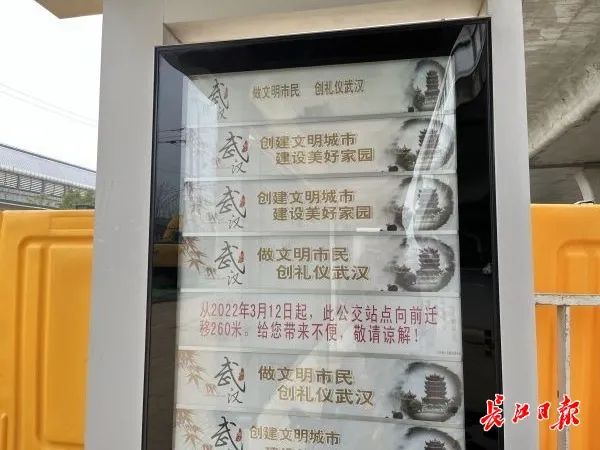 武汉
做文明市民 创礼仪武汉
武汉
创建文明城市
建设美好家园
武汉
创建文明城市
建设美好家园
武汉
做文明市民
创礼仪武汉
从2022年3月12日起，此公交站点向前迁
移260米。给您带来不便，敬请谅解！
武汉
做文明市民
创礼仪武汉
武
创建文明城市
长江日报